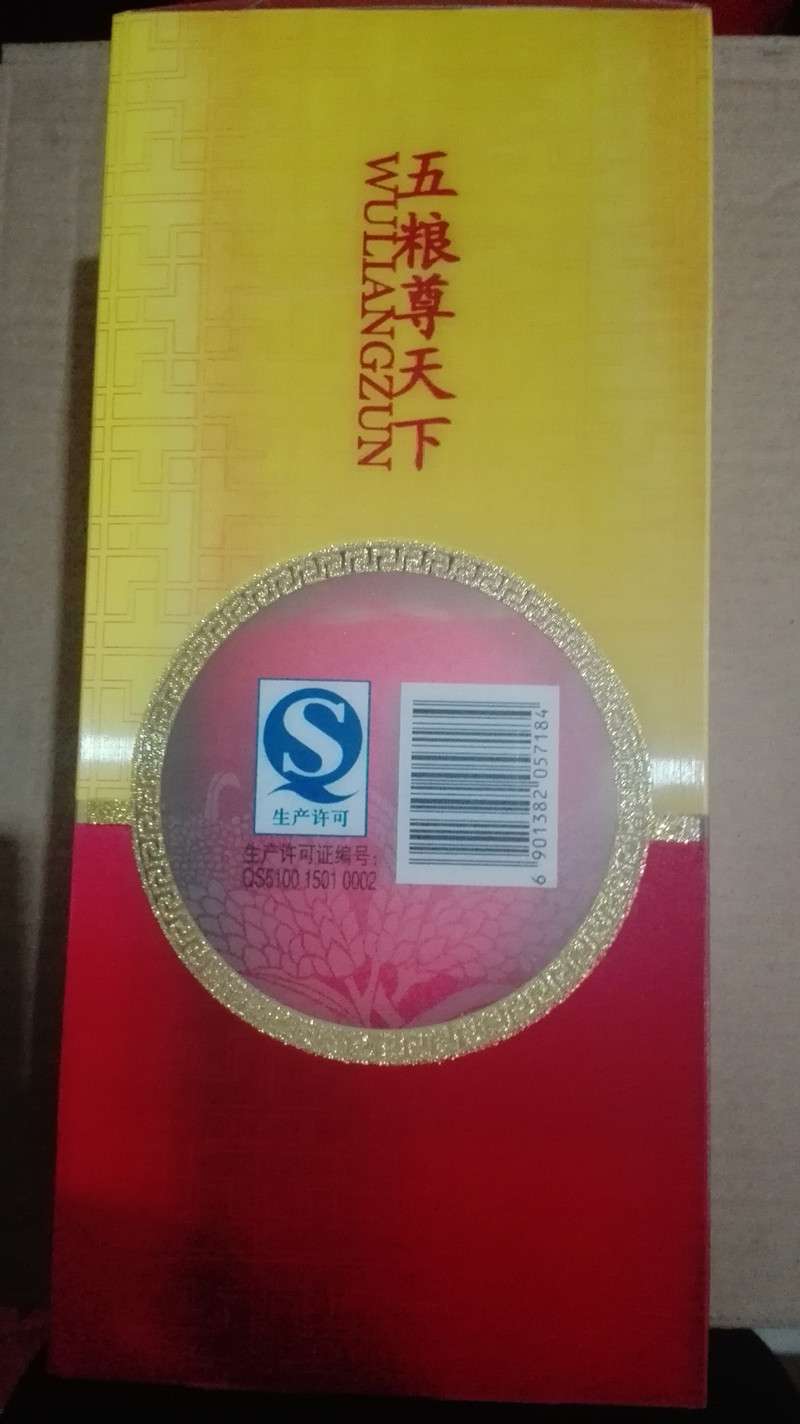 五粮尊天下
WULIANGZUN
S
生产许可
生产许可证编号：
QS5100 1501 0002
6 901382 057184